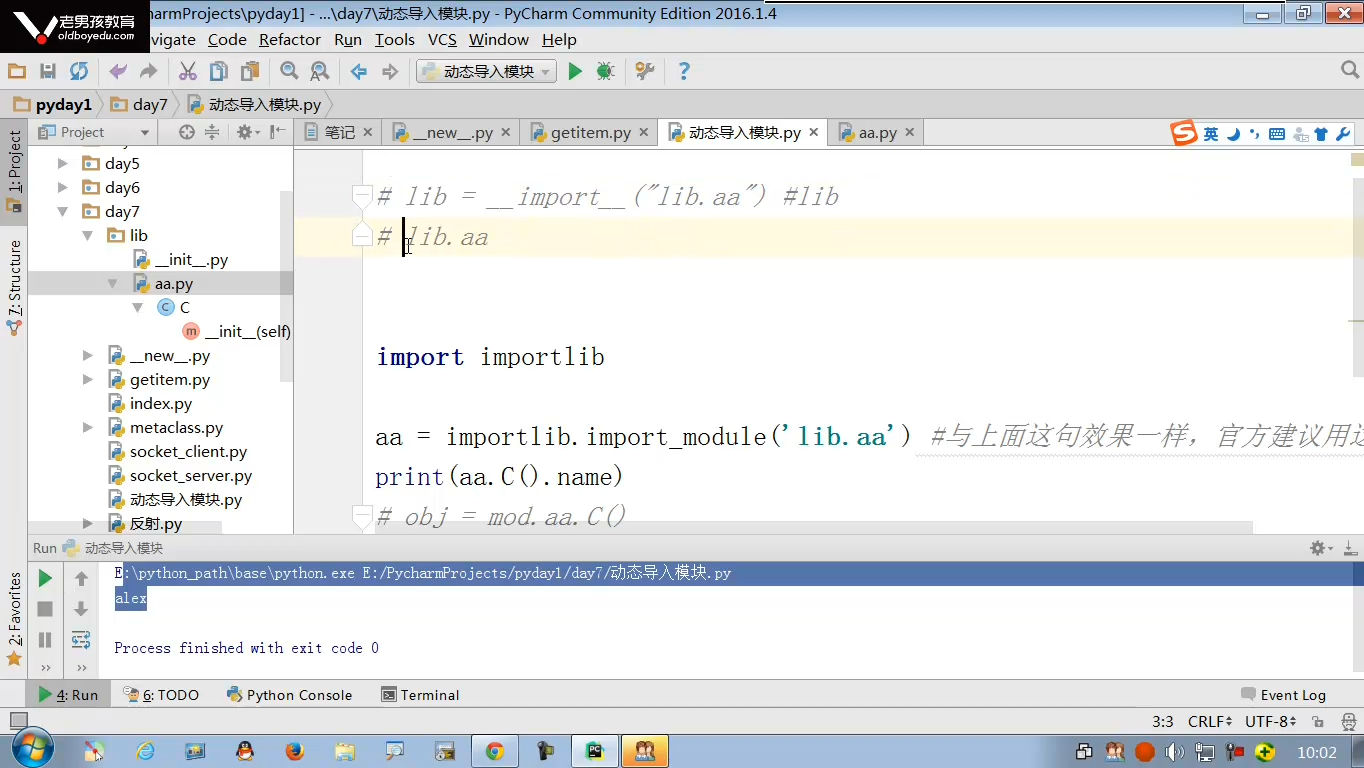 老男孩教育
oldboyedu.com
harmProjects\pyday1] - ...\day7\动态导入模块.py - PyCharm Community Edition 2016.1.4
vigate Code Refactor Run Tools VCS Window Help
动态导入模块
pyday1 day7 动态导入模块.py
Project
笔记 __new__.py getitem.py 动态导入模块.py aa.py
英
1: Project
7: Structure
2: Favorites
day5
day6
day7
lib
__init__.py
aa.py
C
__init__(self)
__new__.py
getitem.py
index.py
metaclass.py
socket_client.py
socket_server.py
动态导入模块.py
反射.py
# lib = __import__("lib.aa") #lib
# lib.aa
import importlib
aa = importlib.import_module('lib.aa') #与上面这句效果一样，官方建议用这
print(aa.C().name)
# obj = mod.aa.C()
Run 动态导入模块
E:\python_path\base\python.exe E:/PycharmProjects/pyday1/day7/动态导入模块.py
alex
Process finished with exit code 0
4: Run 6: TODO Python Console Terminal Event Log
3:3 CRLF UTF-8
10:02